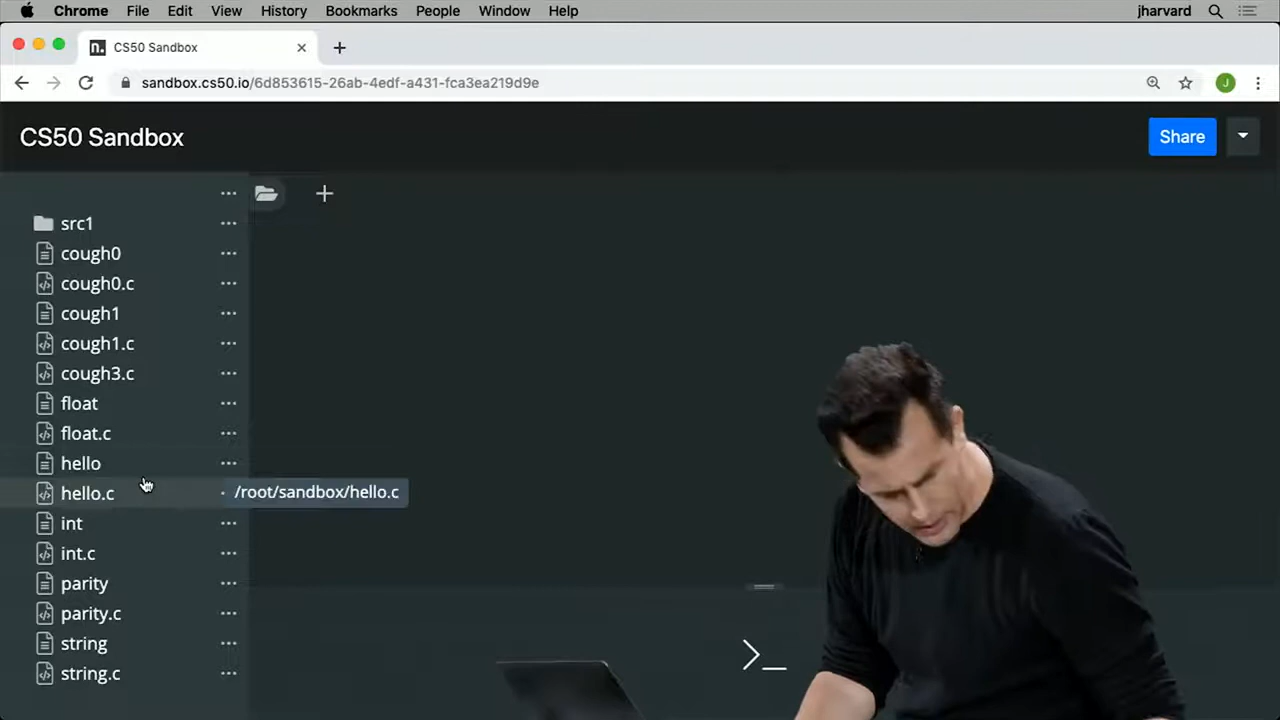 Chrome File Edit View History Bookmarks People Window Help jharvard
n. CS50 Sandbox
sandbox.cs50.io/6d853615-26ab-4edf-a431-fca3ea219d9e J
CS50 Sandbox Share
src1
cough0
cough0.c
cough1
cough1.c
cough3.c
float
float.c
hello
hello.c /root/sandbox/hello.c
int
int.c
parity
parity.c
string
string.c
>_